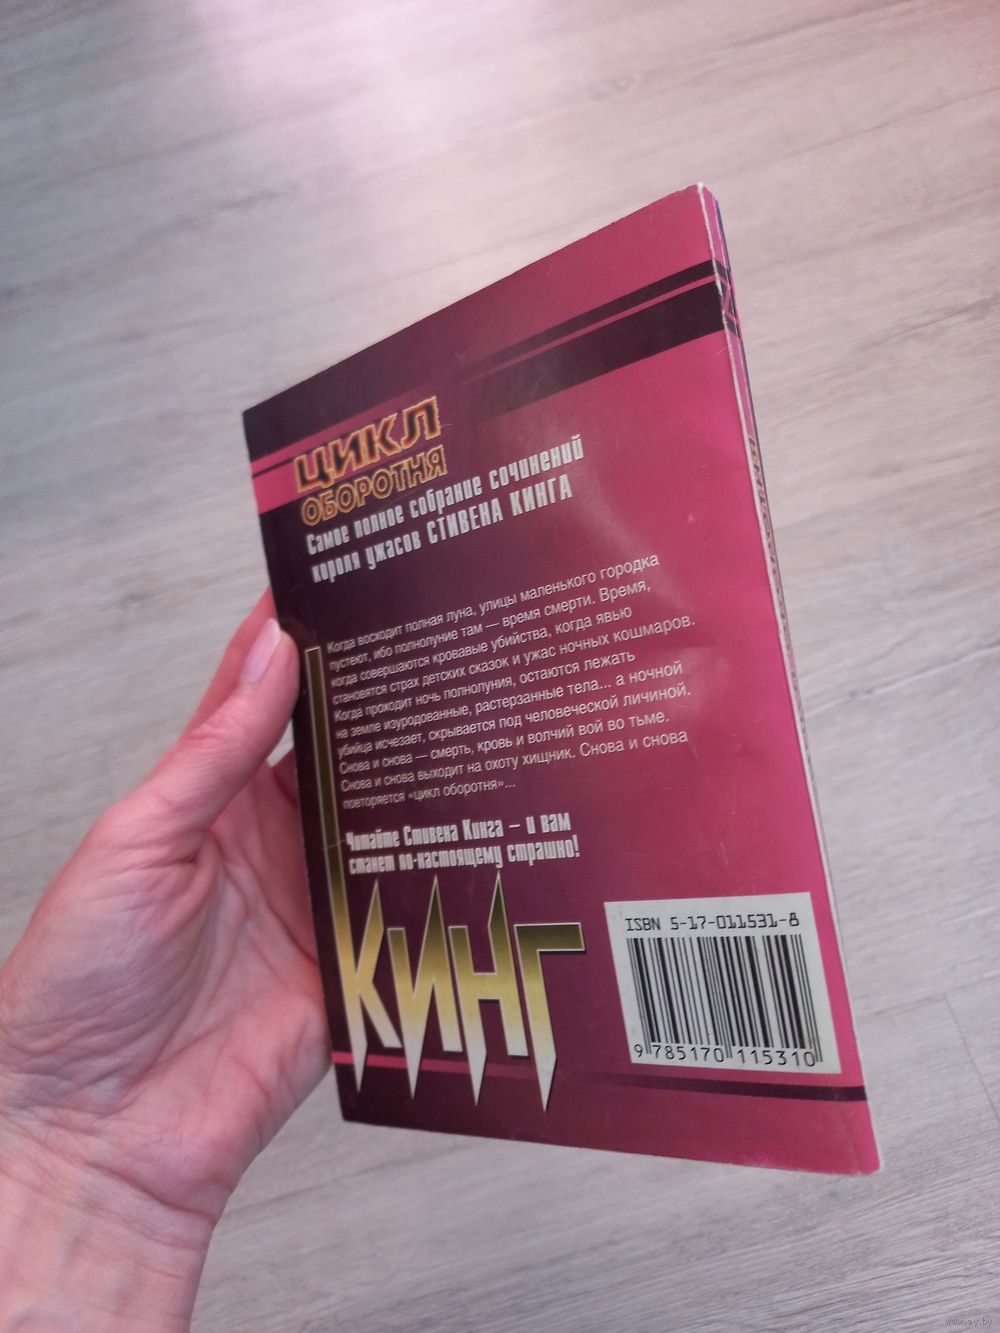 ЦИКЛ
ОБОРОТНЯ
Самое полное собрание сочинений
короля ужасов СТИВЕНА КИНГА
Когда восходит полная луна, улицы маленького городка
пустеют, ибо полнолуние там — время смерти. Время,
когда совершаются кровавые убийства, когда явью
становятся страх детских сказок и ужас ночных кошмаров.
Когда проходит ночь полнолуния, остаются лежать
на земле изуродованные, растерзанные тела... а ночной
убийца исчезает, скрывается под человеческой личиной.
Снова и снова — смерть, кровь и волчий вой во тьме.
Снова и снова выходит на охоту хищник. Снова и снова
повторяется «цикл оборотня»...
Читайте Стивена Кинга – и вам
станет по-настоящему страшно!
КИНГ
ISBN 5-17-011531-8
9 785170 115310
www.ay.by